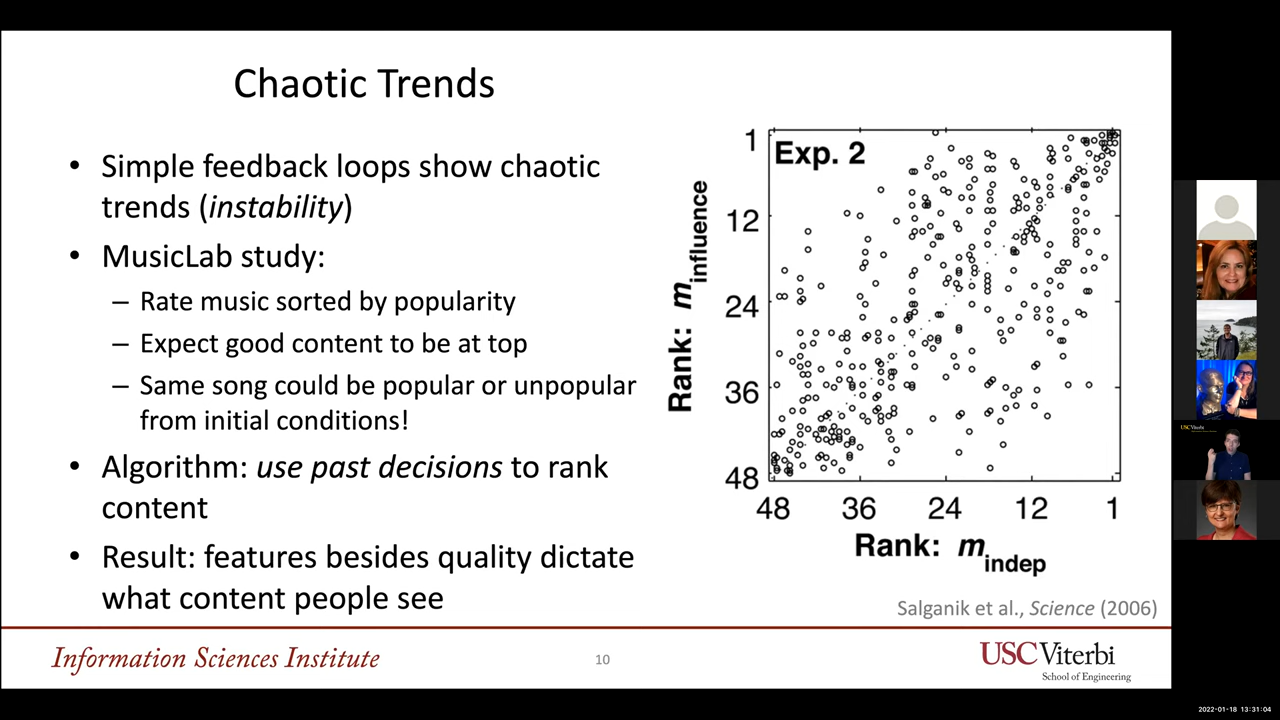 Chaotic Trends
• Simple feedback loops show chaotic
trends (instability)
• MusicLab study:
– Rate music sorted by popularity
– Expect good content to be at top
– Same song could be popular or unpopular
from initial conditions!
• Algorithm: use past decisions to rank
content
• Result: features besides quality dictate
what content people see
Exp. 2
Rank: m influence
1
12
24
36
48
48 36 24 12 1
Rank: m indep
Salganik et al., Science (2006)
Information Sciences Institute
10
USC Viterbi
School of Engineering
USC Viterbi
2022-01-18 13:31:04